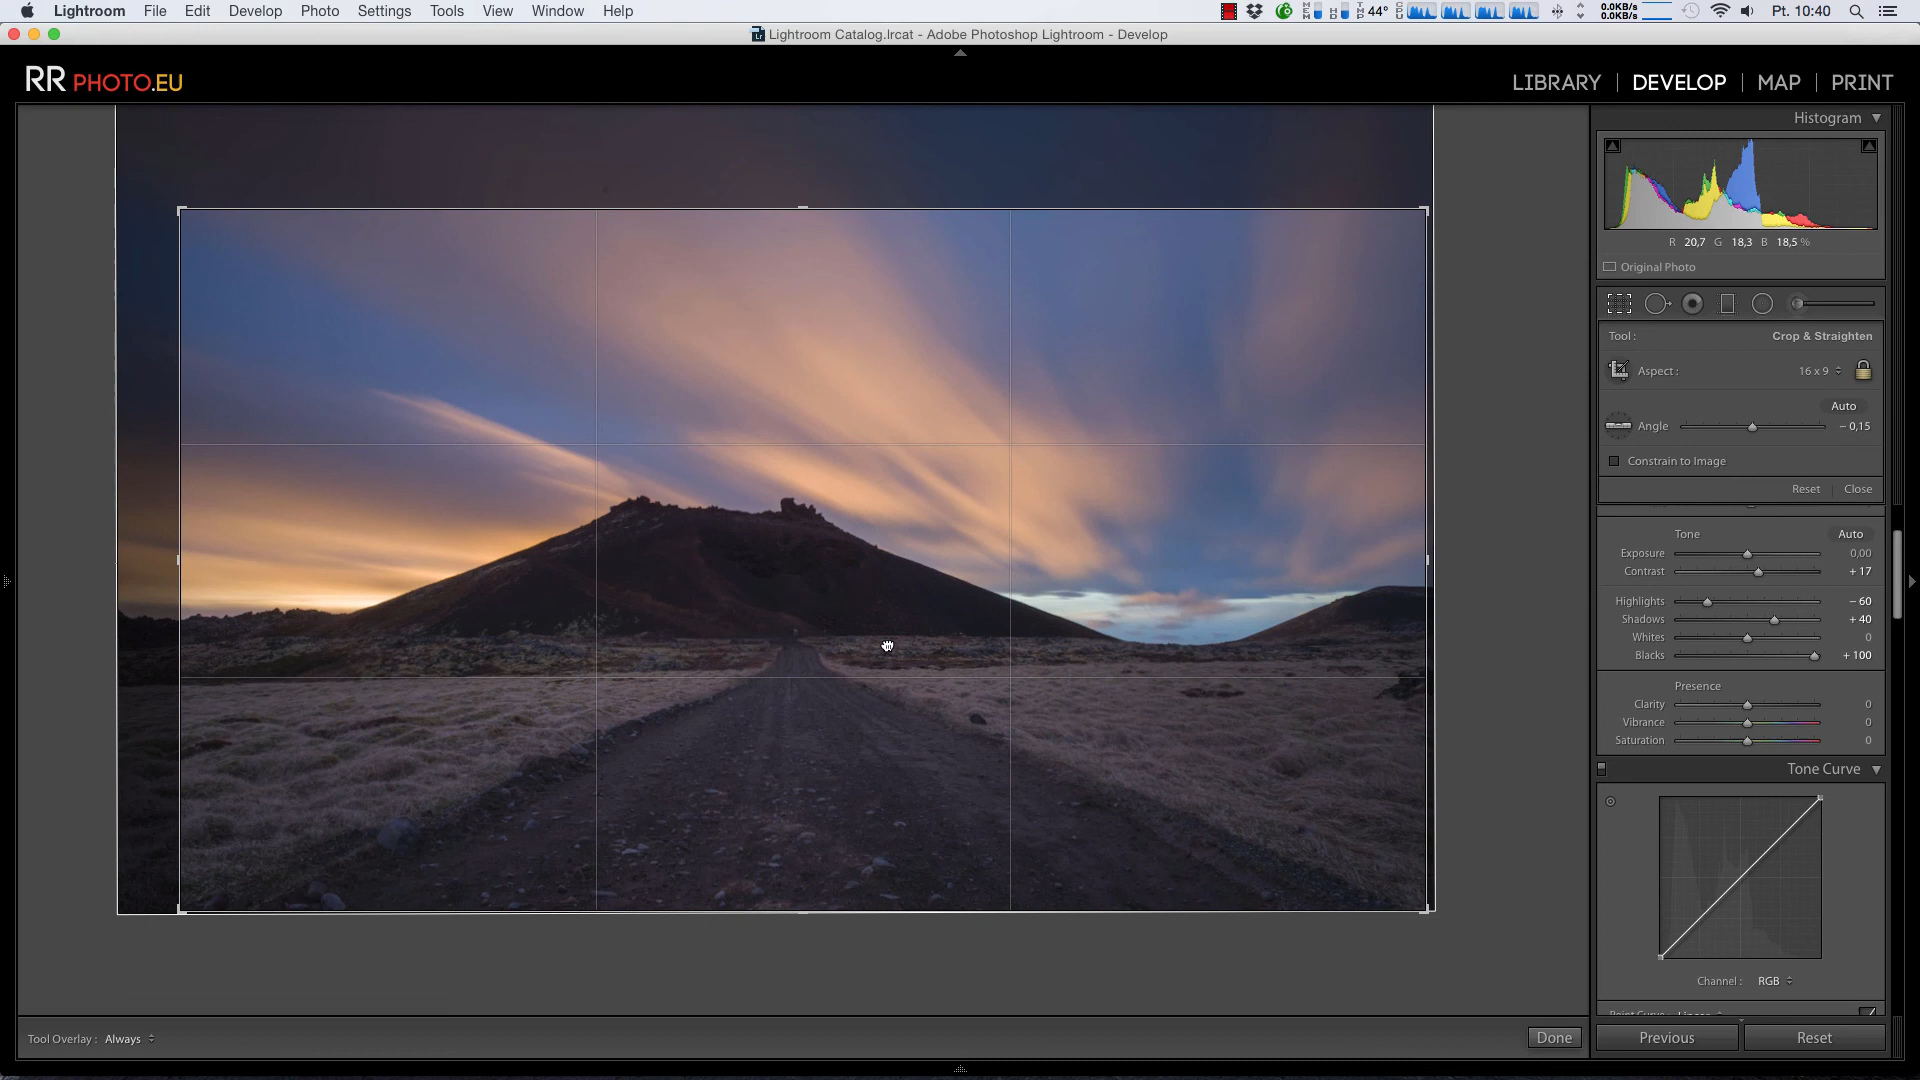 Lightroom File Edit Develop Photo Settings Tools View Window Help 44° 0.0KB/s 0.0KB/s Pt. 10:40
Lightroom Catalog.lrcat - Adobe Photoshop Lightroom - Develop
RR PHOTO.EU LIBRARY | DEVELOP | MAP | PRINT
Histogram
R 20,7 G 18,3 B 18,5 %
Original Photo
Tool : Crop & Straighten
Aspect : 16 x 9
Auto
Angle - 0,15
Constrain to Image
Reset Close
Tone Auto
Exposure 0,00
Contrast + 17
Highlights - 60
Shadows + 40
Whites 0
Blacks + 100
Presence
Clarity 0
Vibrance 0
Saturation 0
Tone Curve
Channel : RGB
Tool Overlay : Always Done Previous Reset